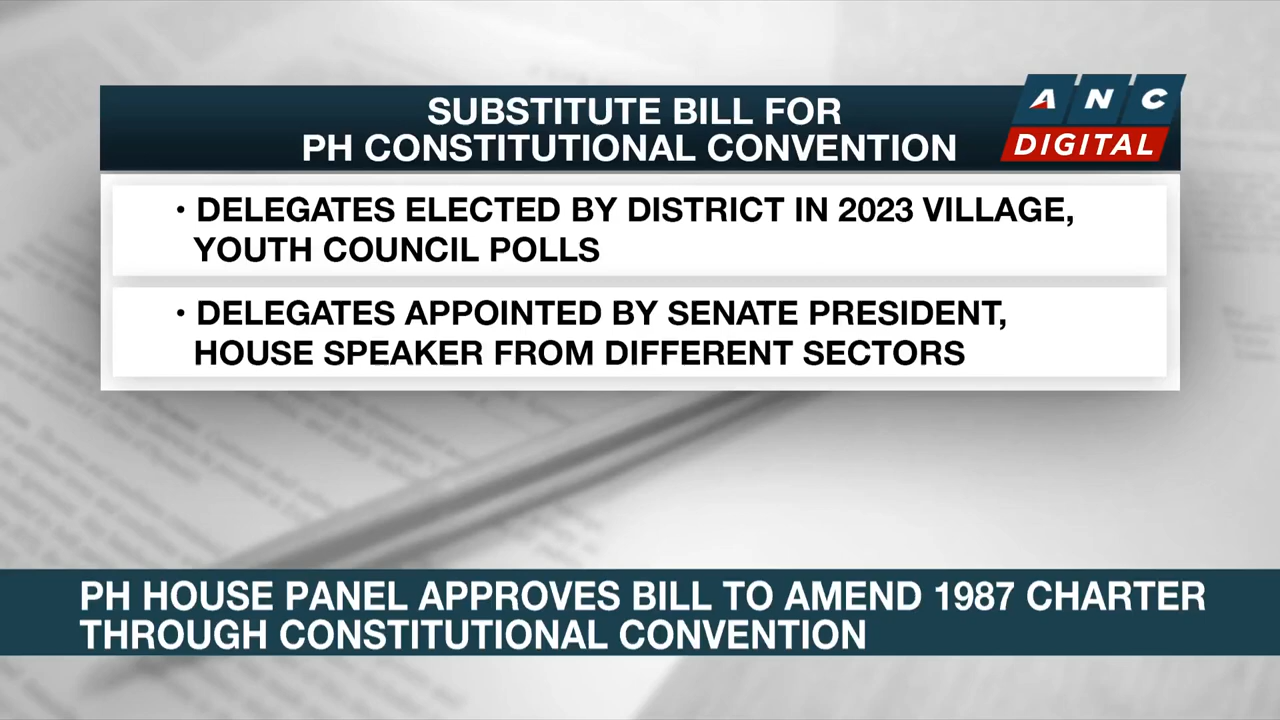 SUBSTITUTE BILL FOR
PH CONSTITUTIONAL CONVENTION
ANC
DIGITAL
• DELEGATES ELECTED BY DISTRICT IN 2023 VILLAGE,
YOUTH COUNCIL POLLS
• DELEGATES APPOINTED BY SENATE PRESIDENT,
HOUSE SPEAKER FROM DIFFERENT SECTORS
PH HOUSE PANEL APPROVES BILL TO AMEND 1987 CHARTER
THROUGH CONSTITUTIONAL CONVENTION